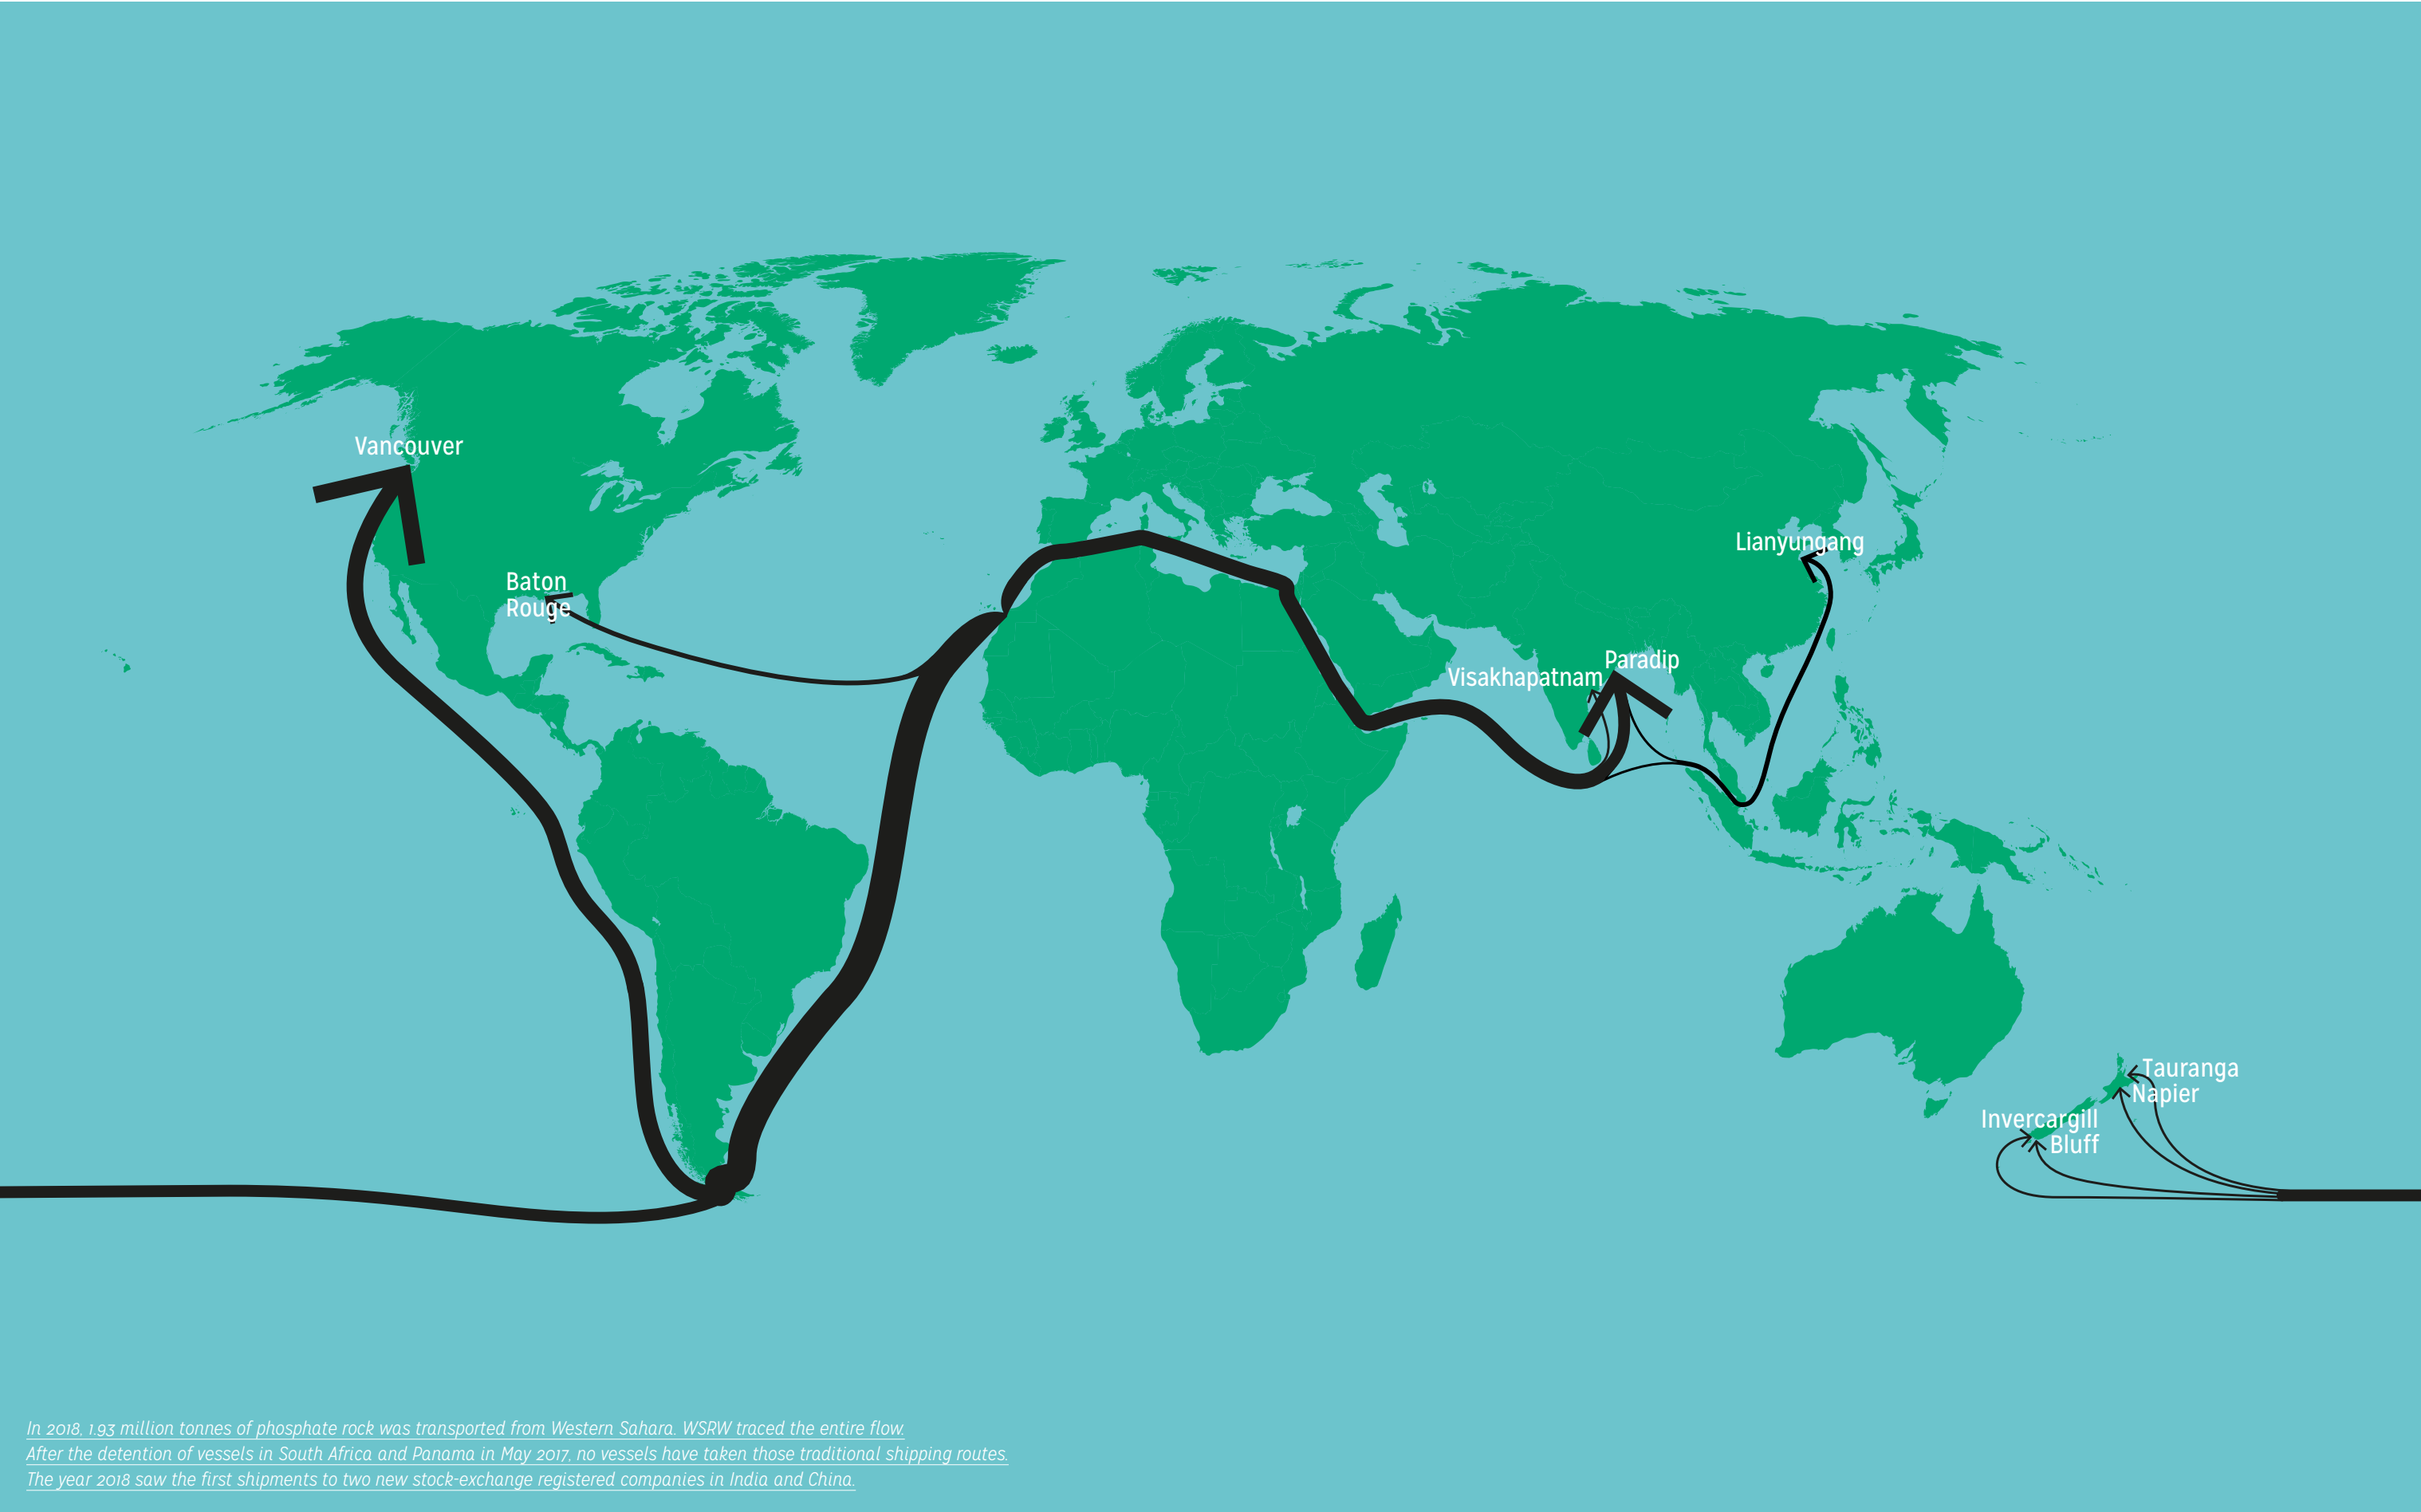 Vancouver
Lianyungang
Baton
Rouge
Paradip
Visakhapatnam
Tauranga
Napier
Invercargill
Bluff
In 2018, 1.93 million tonnes of phosphate rock was transported from Western Sahara. WSRW traced the entire flow.
After the detention of vessels in South Africa and Panama in May 2017, no vessels have taken those traditional shipping routes.
The year 2018 saw the first shipments to two new stock-exchange registered companies in India and China.